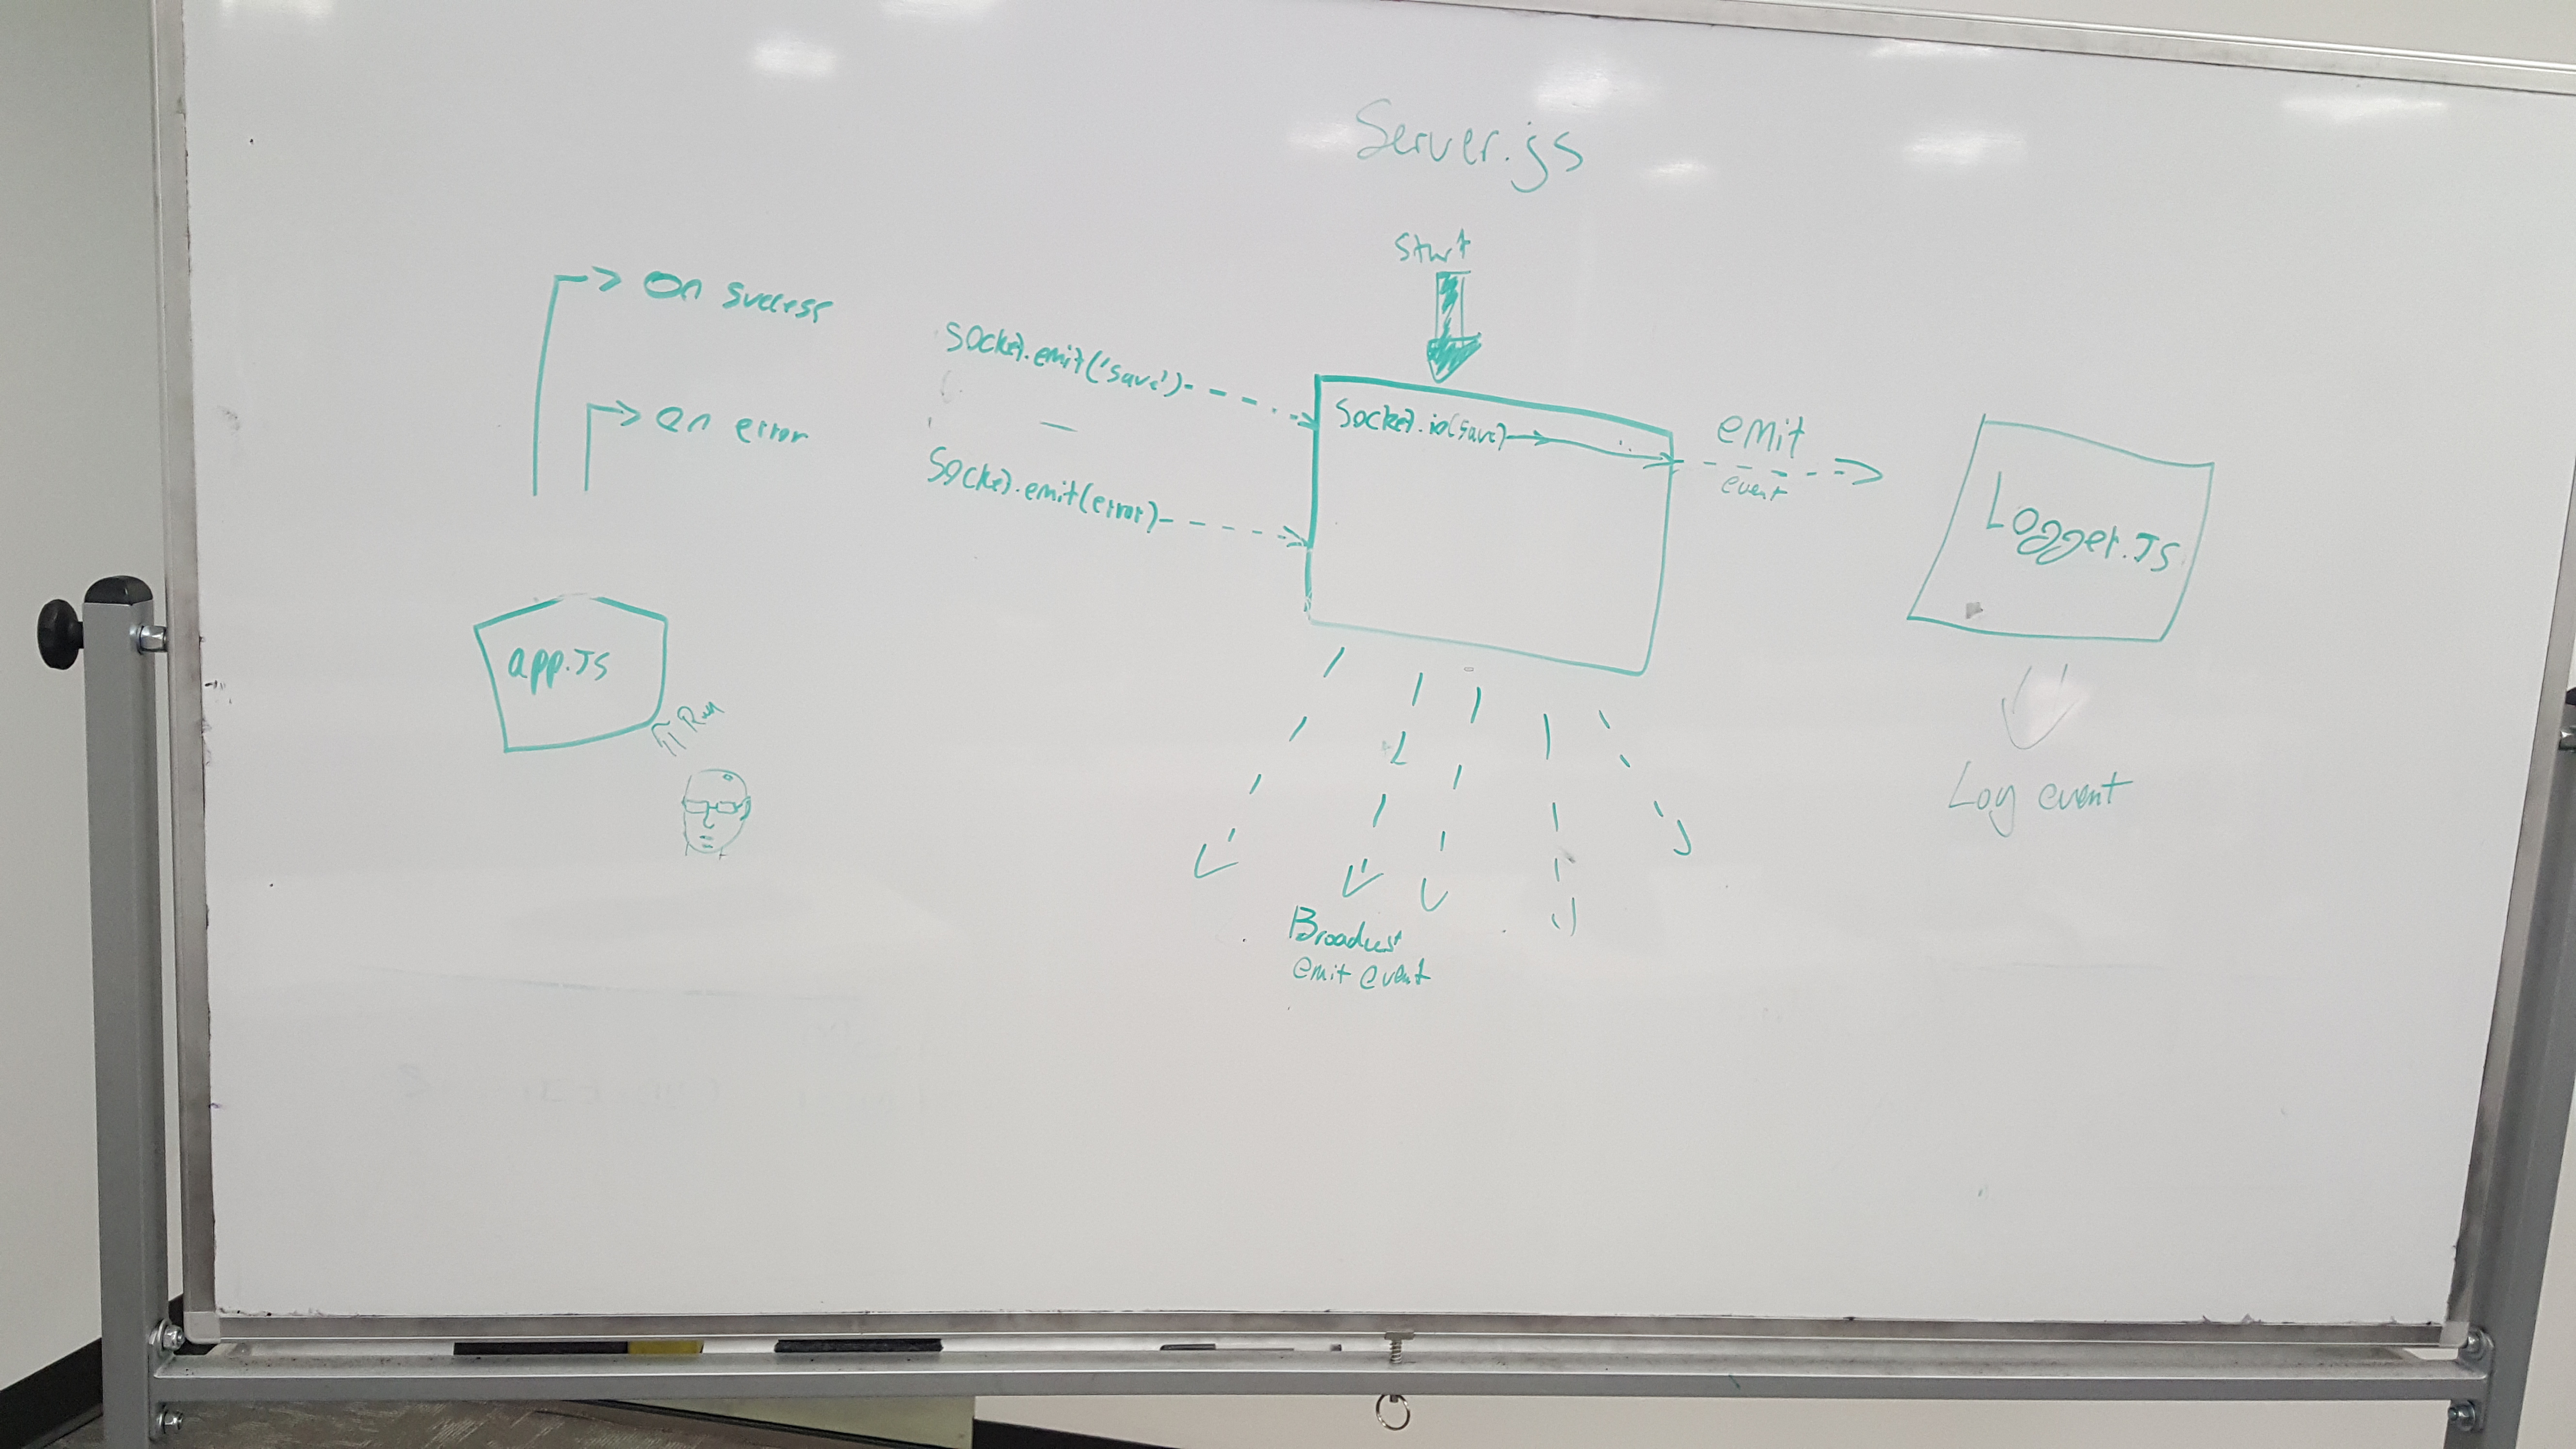 Server.js
Start
On success
socket.emit('save')
on error
socket.io(save)
emit
event
socket.emit(error)
Logger.JS
app.JS
Run
Log event
Broadcast
emit event